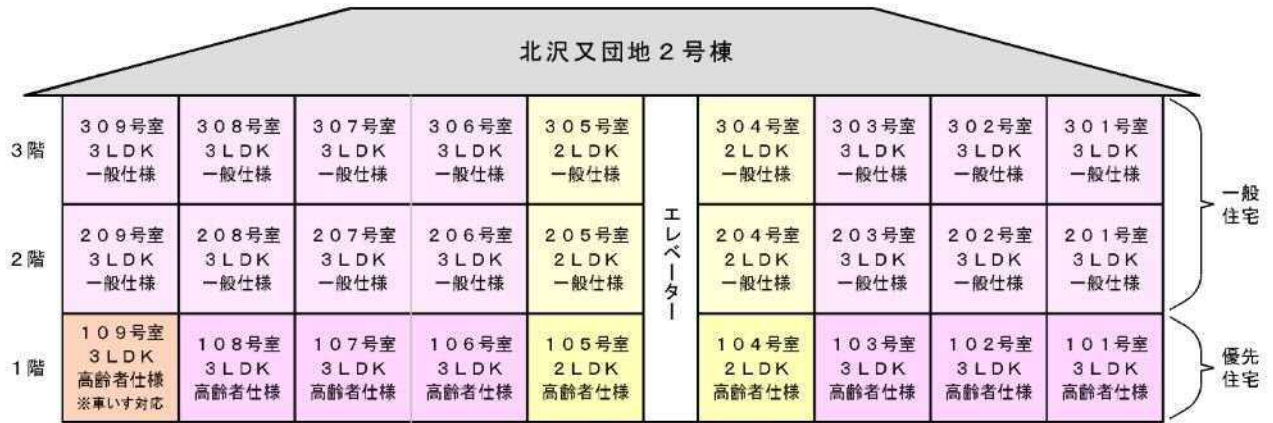 北沢又団地２号棟
３階
３０９号室
３ＬＤＫ
一般仕様
３０８号室
３ＬＤＫ
一般仕様
３０７号室
３ＬＤＫ
一般仕様
３０６号室
３ＬＤＫ
一般仕様
３０５号室
２ＬＤＫ
一般仕様
３０４号室
２ＬＤＫ
一般仕様
３０３号室
３ＬＤＫ
一般仕様
３０２号室
３ＬＤＫ
一般仕様
３０１号室
３ＬＤＫ
一般仕様
一般
住宅
２階
２０９号室
３ＬＤＫ
一般仕様
２０８号室
３ＬＤＫ
一般仕様
２０７号室
３ＬＤＫ
一般仕様
２０６号室
３ＬＤＫ
一般仕様
２０５号室
２ＬＤＫ
一般仕様
エレベーター
２０４号室
２ＬＤＫ
一般仕様
２０３号室
３ＬＤＫ
一般仕様
２０２号室
３ＬＤＫ
一般仕様
２０１号室
３ＬＤＫ
一般仕様
１階
１０９号室
３ＬＤＫ
高齢者仕様
※車いす対応
１０８号室
３ＬＤＫ
高齢者仕様
１０７号室
３ＬＤＫ
高齢者仕様
１０６号室
３ＬＤＫ
高齢者仕様
１０５号室
２ＬＤＫ
高齢者仕様
１０４号室
２ＬＤＫ
高齢者仕様
１０３号室
３ＬＤＫ
高齢者仕様
１０２号室
３ＬＤＫ
高齢者仕様
１０１号室
３ＬＤＫ
高齢者仕様
優先
住宅